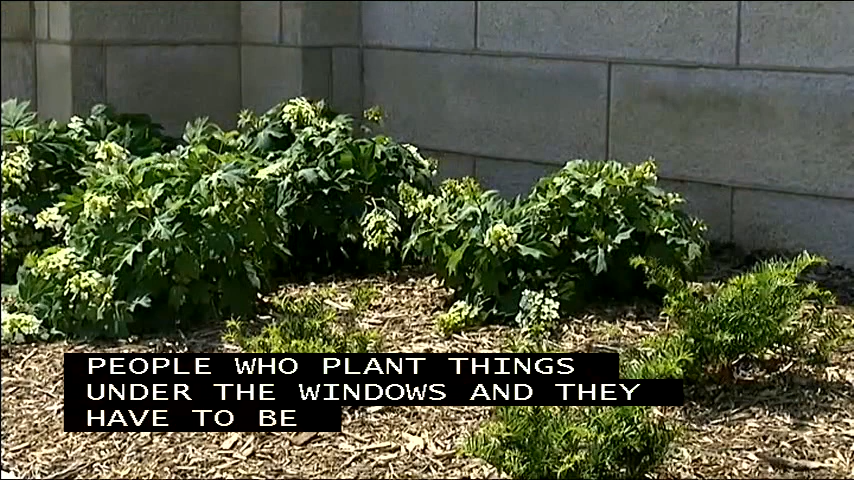 PEOPLE WHO PLANT THINGS
UNDER THE WINDOWS AND THEY
HAVE TO BE